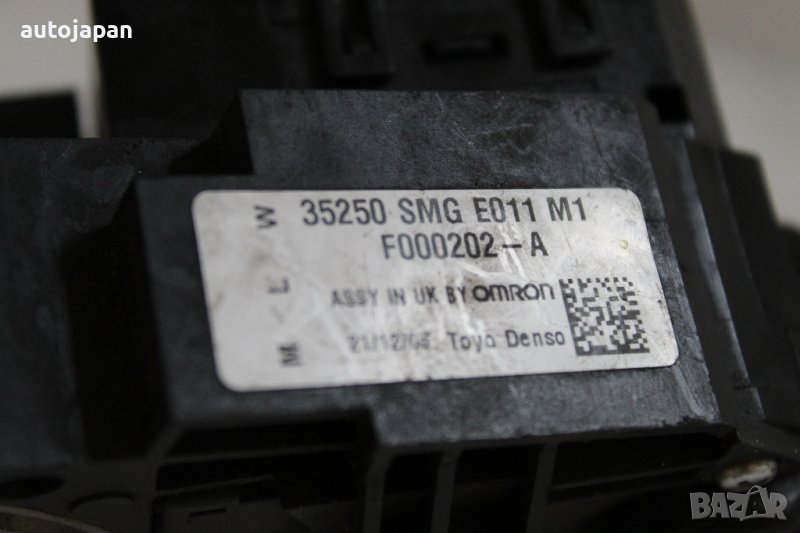 autojapan
35250 SMG E011 M1
F000202-A
ASSY IN UK BY OMRON
Toyo Denso
W
L
M
BAZAR